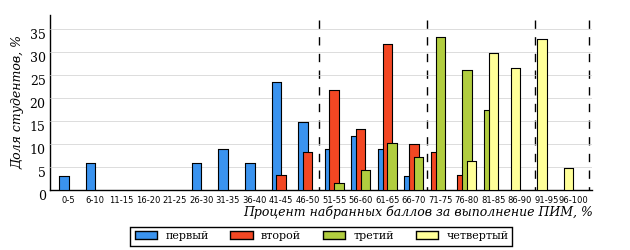 Доля студентов, %
35
30
25
20
15
10
5
0
0-5 6-10 11-15 16-20 21-25 26-30 31-35 36-40 41-45 46-50 51-55 56-60 61-65 66-70 71-75 76-80 81-85 86-90 91-95 96-100
Процент набранных баллов за выполнение ПИМ, %
первый второй третий четвертый